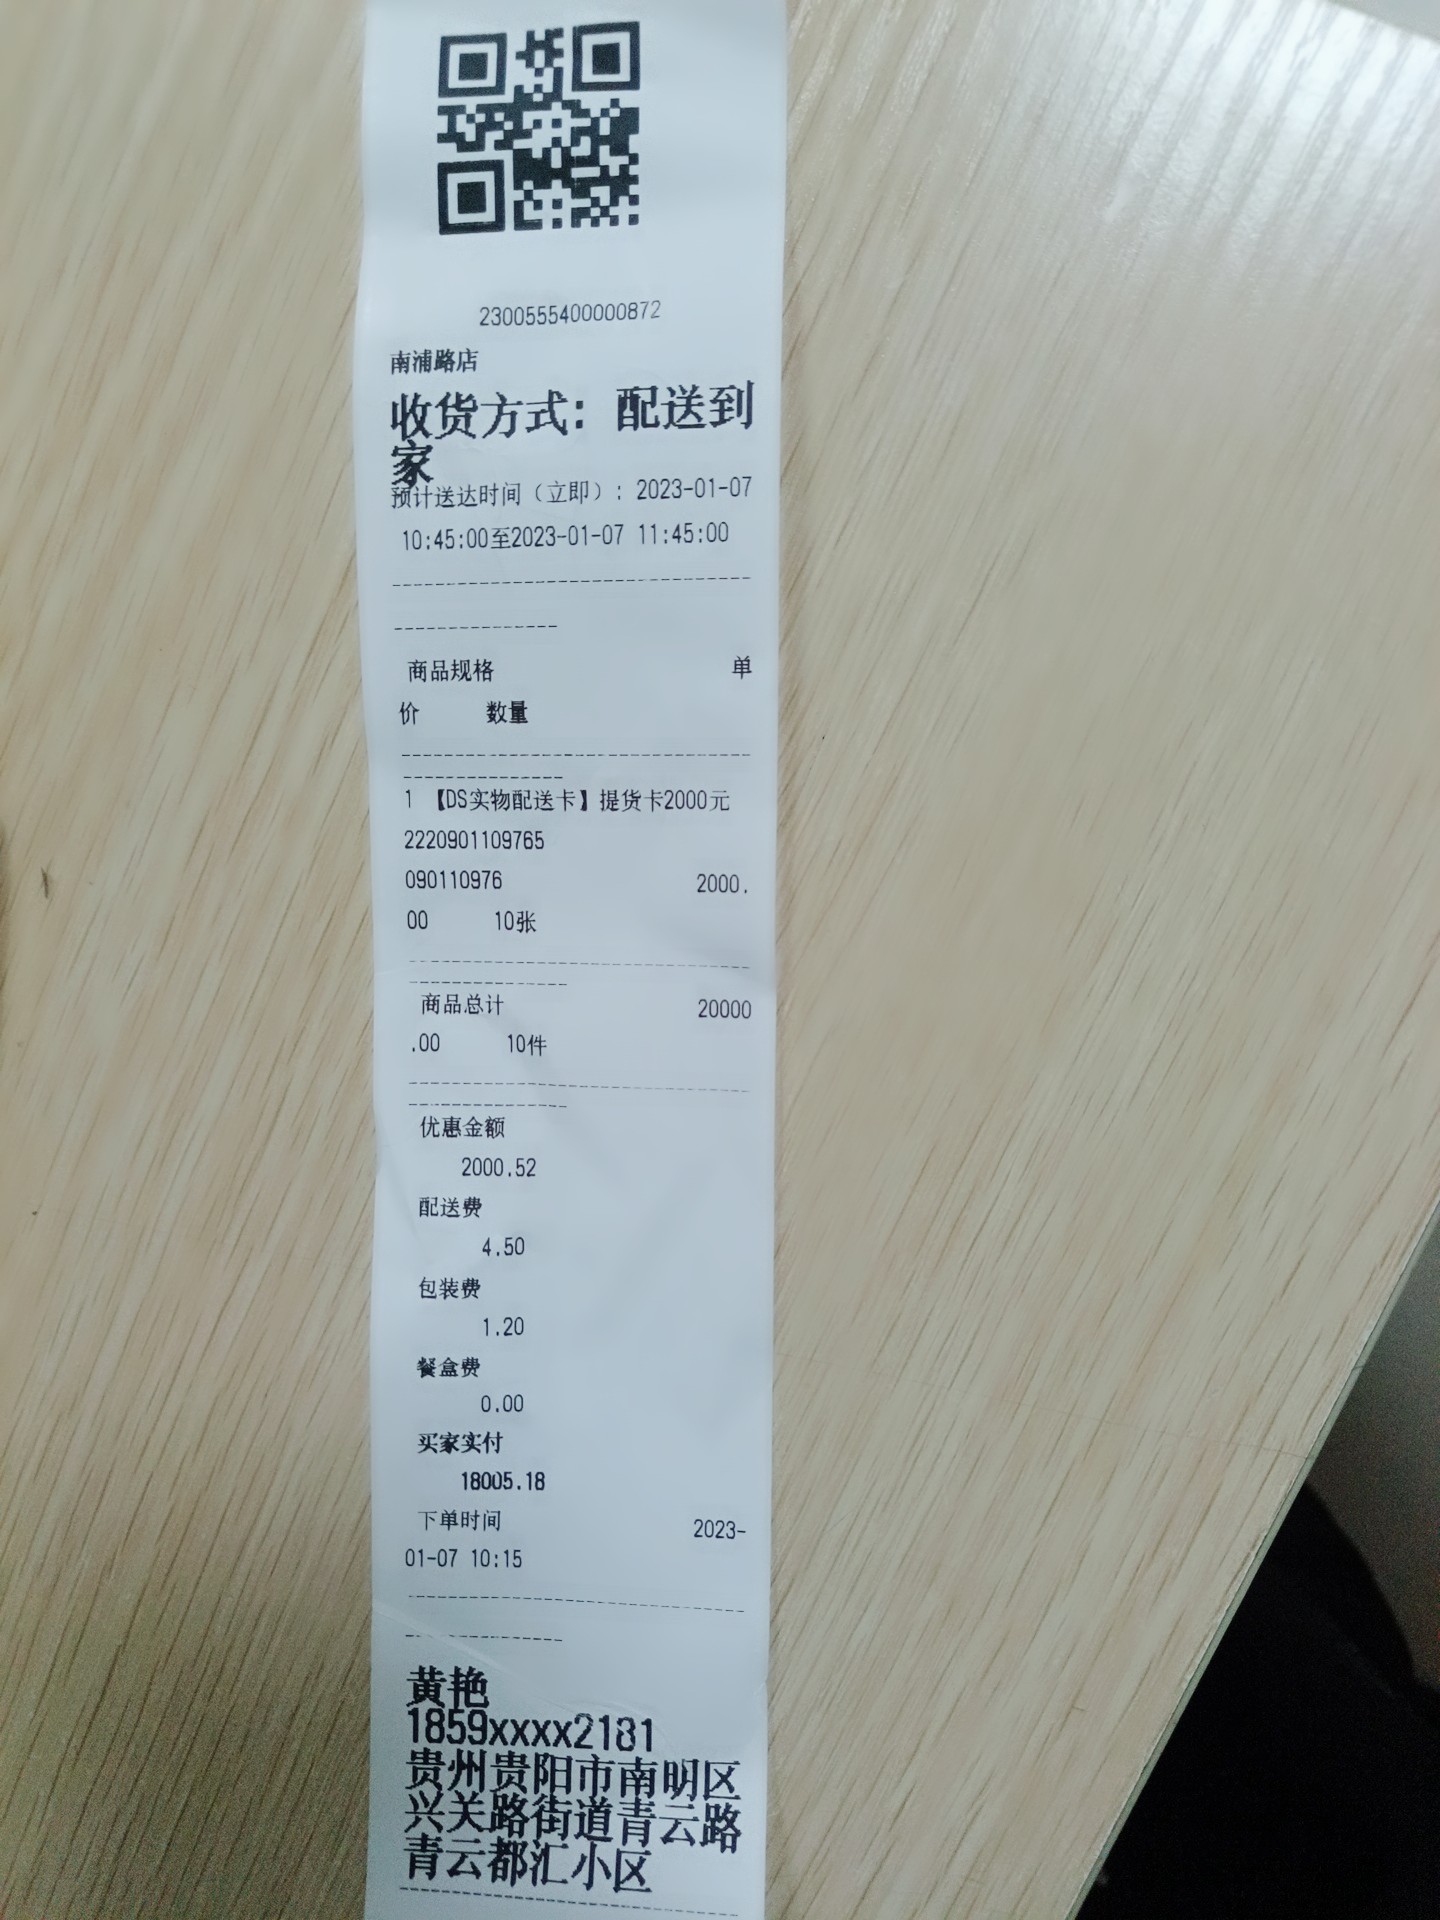 2300555400000872
南浦路店
收货方式：配送到
家
预计送达时间（立即）：2023-01-07
10:45:00至2023-01-07 11:45:00
商品规格 单
价 数量
1 【DS实物配送卡】提货卡2000元
2220901109765
090110976 2000.
00 10张
商品总计 20000
.00 10件
优惠金额
2000.52
配送费
4.50
包装费
1.20
餐盒费
0.00
买家实付
18005.18
下单时间 2023-
01-07 10:15
黄艳
1859xxxx2181
贵州贵阳市南明区
兴关路街道青云路
青云都汇小区